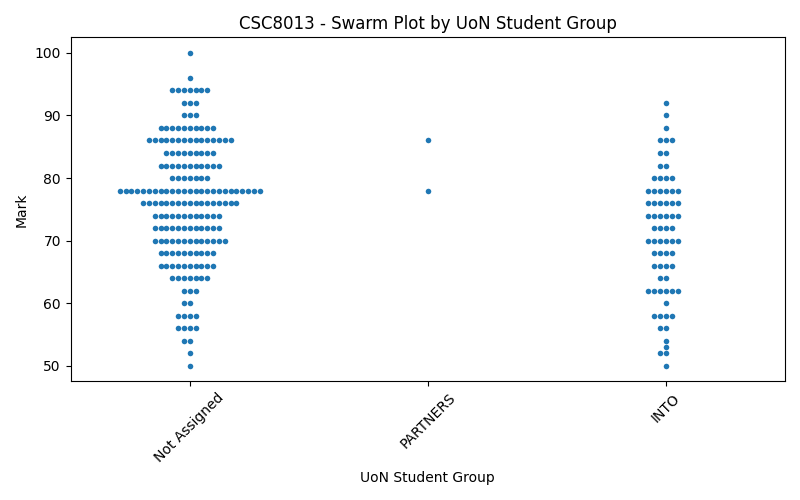 CSC8013 - Swarm Plot by UoN Student Group
100
90
80
70
60
50
Mark
Not Assigned
PARTNERS
INTO
UoN Student Group